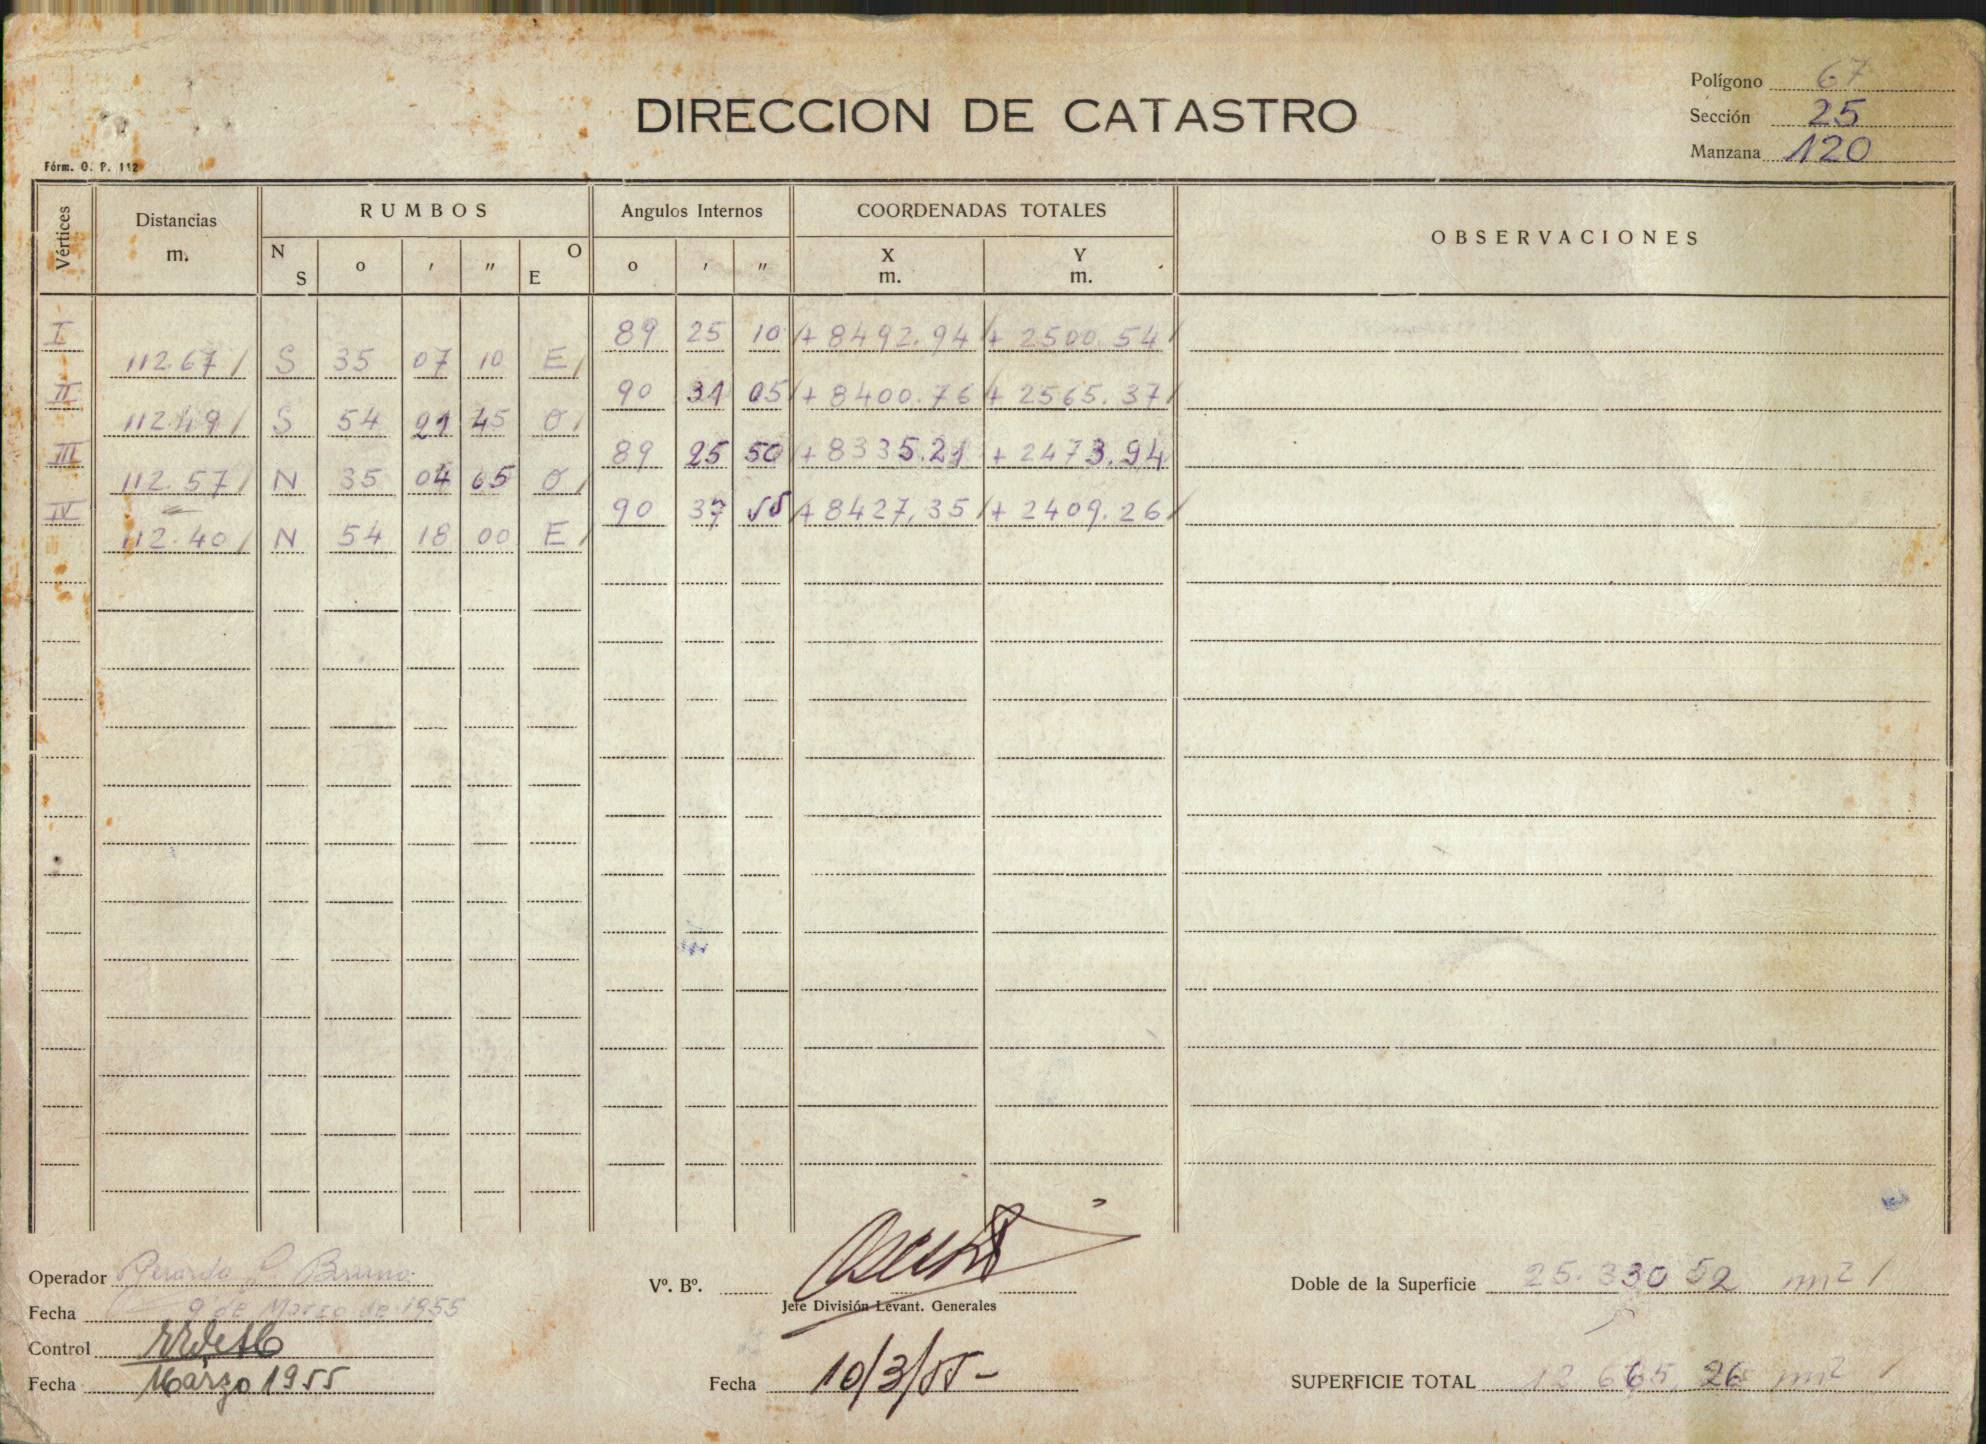 Polígono 67
DIRECCION DE CATASTRO
Sección 25
Manzana 120
Fórm. O. P. 112
Vértices Distancias m. RUMBOS Angulos Internos COORDENADAS TOTALES OBSERVACIONES
N S o ' " O E o ' " X m. Y m.
I 89 25 10 + 8492.94 + 2500.54
112.67 S 35 07 10 E
II 90 31 05 + 8400.76 + 2565.37
112.49 S 54 21 45 O
III 89 25 50 + 8335.21 + 2473.94
112.57 N 35 04 05 O
IV 90 37 55 + 8427,35 + 2409.26
112.40 N 54 18 00 E
Operador Gerardo L. Bruno
Fecha 9 de Marzo de 1955
Vº. Bº.
Jefe División Levant. Generales
Doble de la Superficie 25.330 52 m2
Control
Fecha Marzo 1955
Fecha 10/3/55-
SUPERFICIE TOTAL 12 665, 26 m2